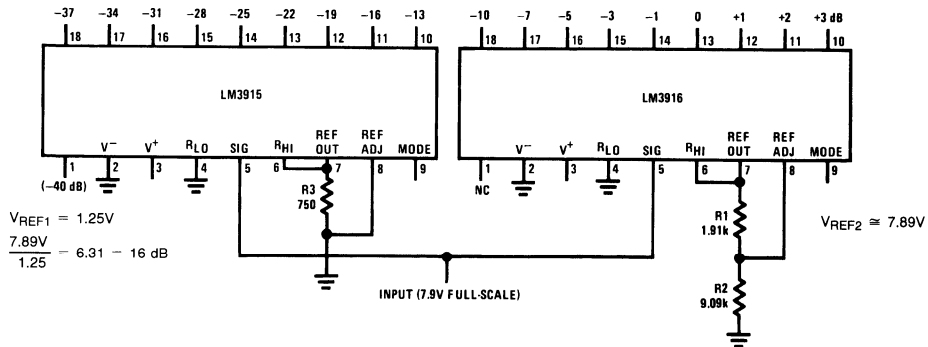 −37 −34 −31 −28 −25 −22 −19 −16 −13
18 17 16 15 14 13 12 11 10
LM3915
V− V+ RLO SIG RHI REF OUT REF ADJ MODE
1 2 3 4 5 6 7 8 9
(−40 dB)
R3
750
VREF1 = 1.25V
7.89V
1.25
− 6.31 − 16 dB
−10 −7 −5 −3 −1 0 +1 +2 +3 dB
18 17 16 15 14 13 12 11 10
LM3916
V− V+ RLO SIG RHI REF OUT REF ADJ MODE
1 2 3 4 5 6 7 8 9
NC
R1
1.91k
R2
9.09k
VREF2 ≅ 7.89V
INPUT (7.9V FULL-SCALE)